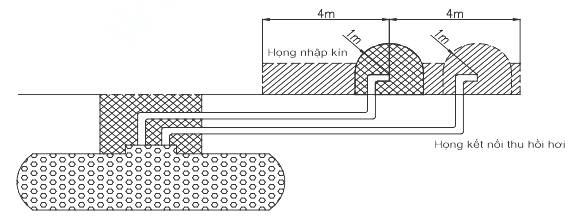 4m 4m
1m 1m
Họng nhập kín
Họng kết nối thu hồi hơi